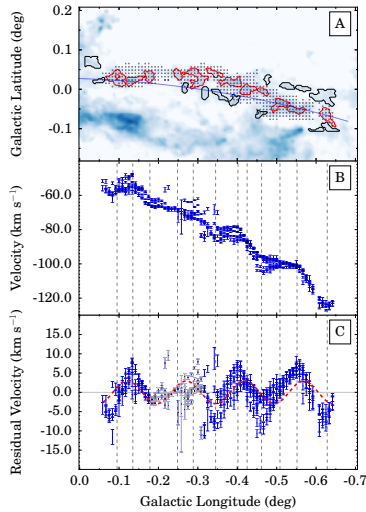 0.2
0.1
0.0
-0.1
Galactic Latitude (deg)
A
-60.0
-80.0
-100.0
-120.0
Velocity (km s⁻¹)
B
15.0
10.0
5.0
0.0
-5.0
-10.0
-15.0
Residual Velocity (km s⁻¹)
C
0.0 -0.1 -0.2 -0.3 -0.4 -0.5 -0.6 -0.7
Galactic Longitude (deg)